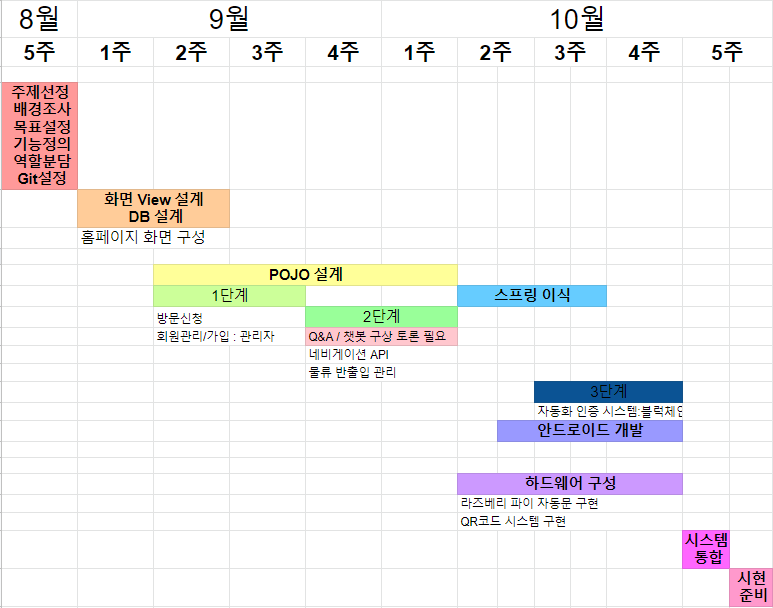 8월 9월 10월
5주 1주 2주 3주 4주 1주 2주 3주 4주 5주
주제선정
배경조사
목표설정
기능정의
역할분담
Git설정
화면 View 설계
DB 설계
홈페이지 화면 구성
POJO 설계
1단계 스프링 이식
방문신청 2단계
회원관리/가입 : 관리자 Q&A / 챗봇 구상 토론 필요
네비게이션 API
물류 반출입 관리
3단계
자동화 인증 시스템:블럭체인
안드로이드 개발
하드웨어 구성
라즈베리 파이 자동문 구현
QR코드 시스템 구현
시스템
통합
시현
준비